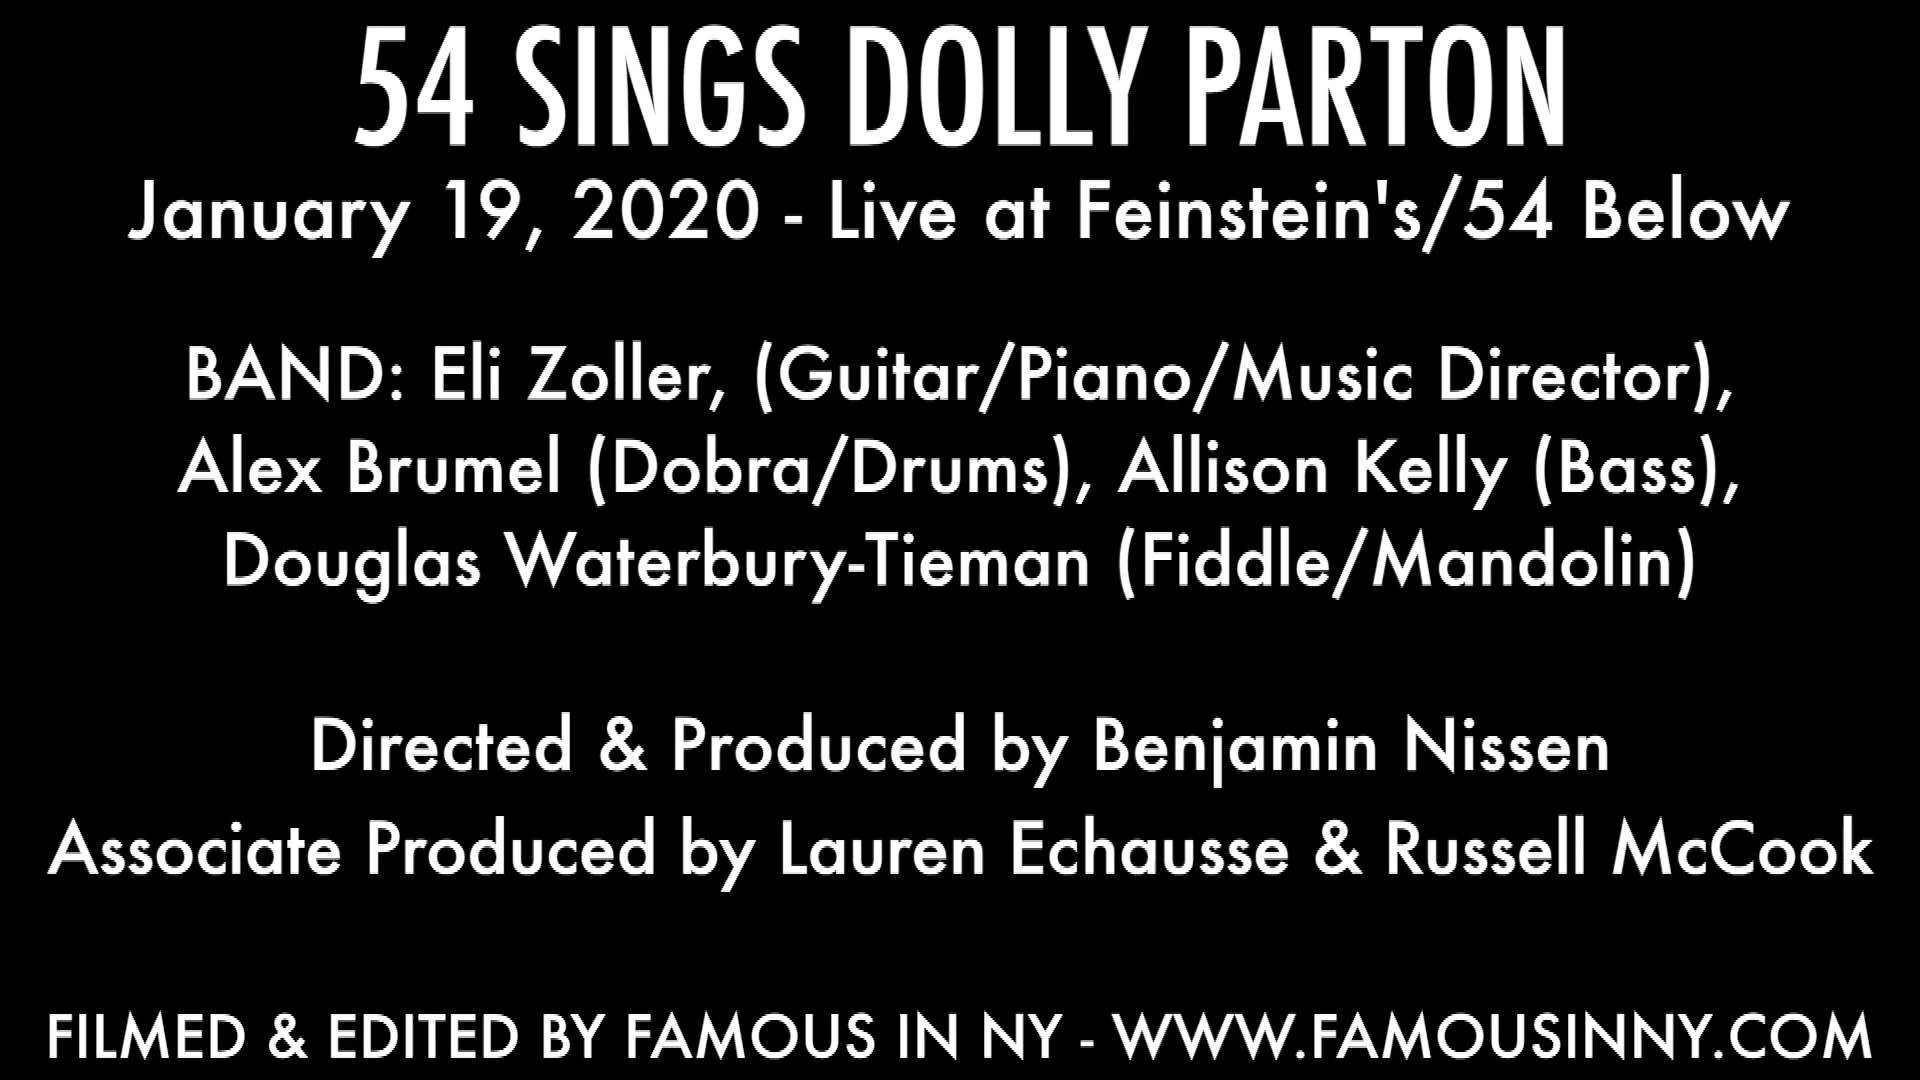 54 SINGS DOLLY PARTON
January 19, 2020 - Live at Feinstein's/54 Below
BAND: Eli Zoller, (Guitar/Piano/Music Director),
Alex Brumel (Dobra/Drums), Allison Kelly (Bass),
Douglas Waterbury-Tieman (Fiddle/Mandolin)
Directed & Produced by Benjamin Nissen
Associate Produced by Lauren Echausse & Russell McCook
FILMED & EDITED BY FAMOUS IN NY - WWW.FAMOUSINNY.COM